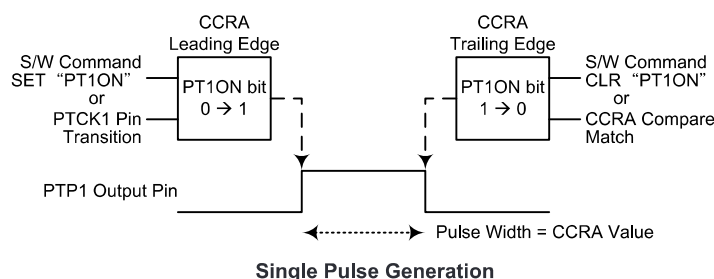 CCRA
Leading Edge
S/W Command
SET “PT1ON”
or
PTCK1 Pin
Transition
PT1ON bit
0 → 1
CCRA
Trailing Edge
PT1ON bit
1 → 0
S/W Command
CLR “PT1ON”
or
CCRA Compare
Match
PTP1 Output Pin
Pulse Width = CCRA Value
Single Pulse Generation